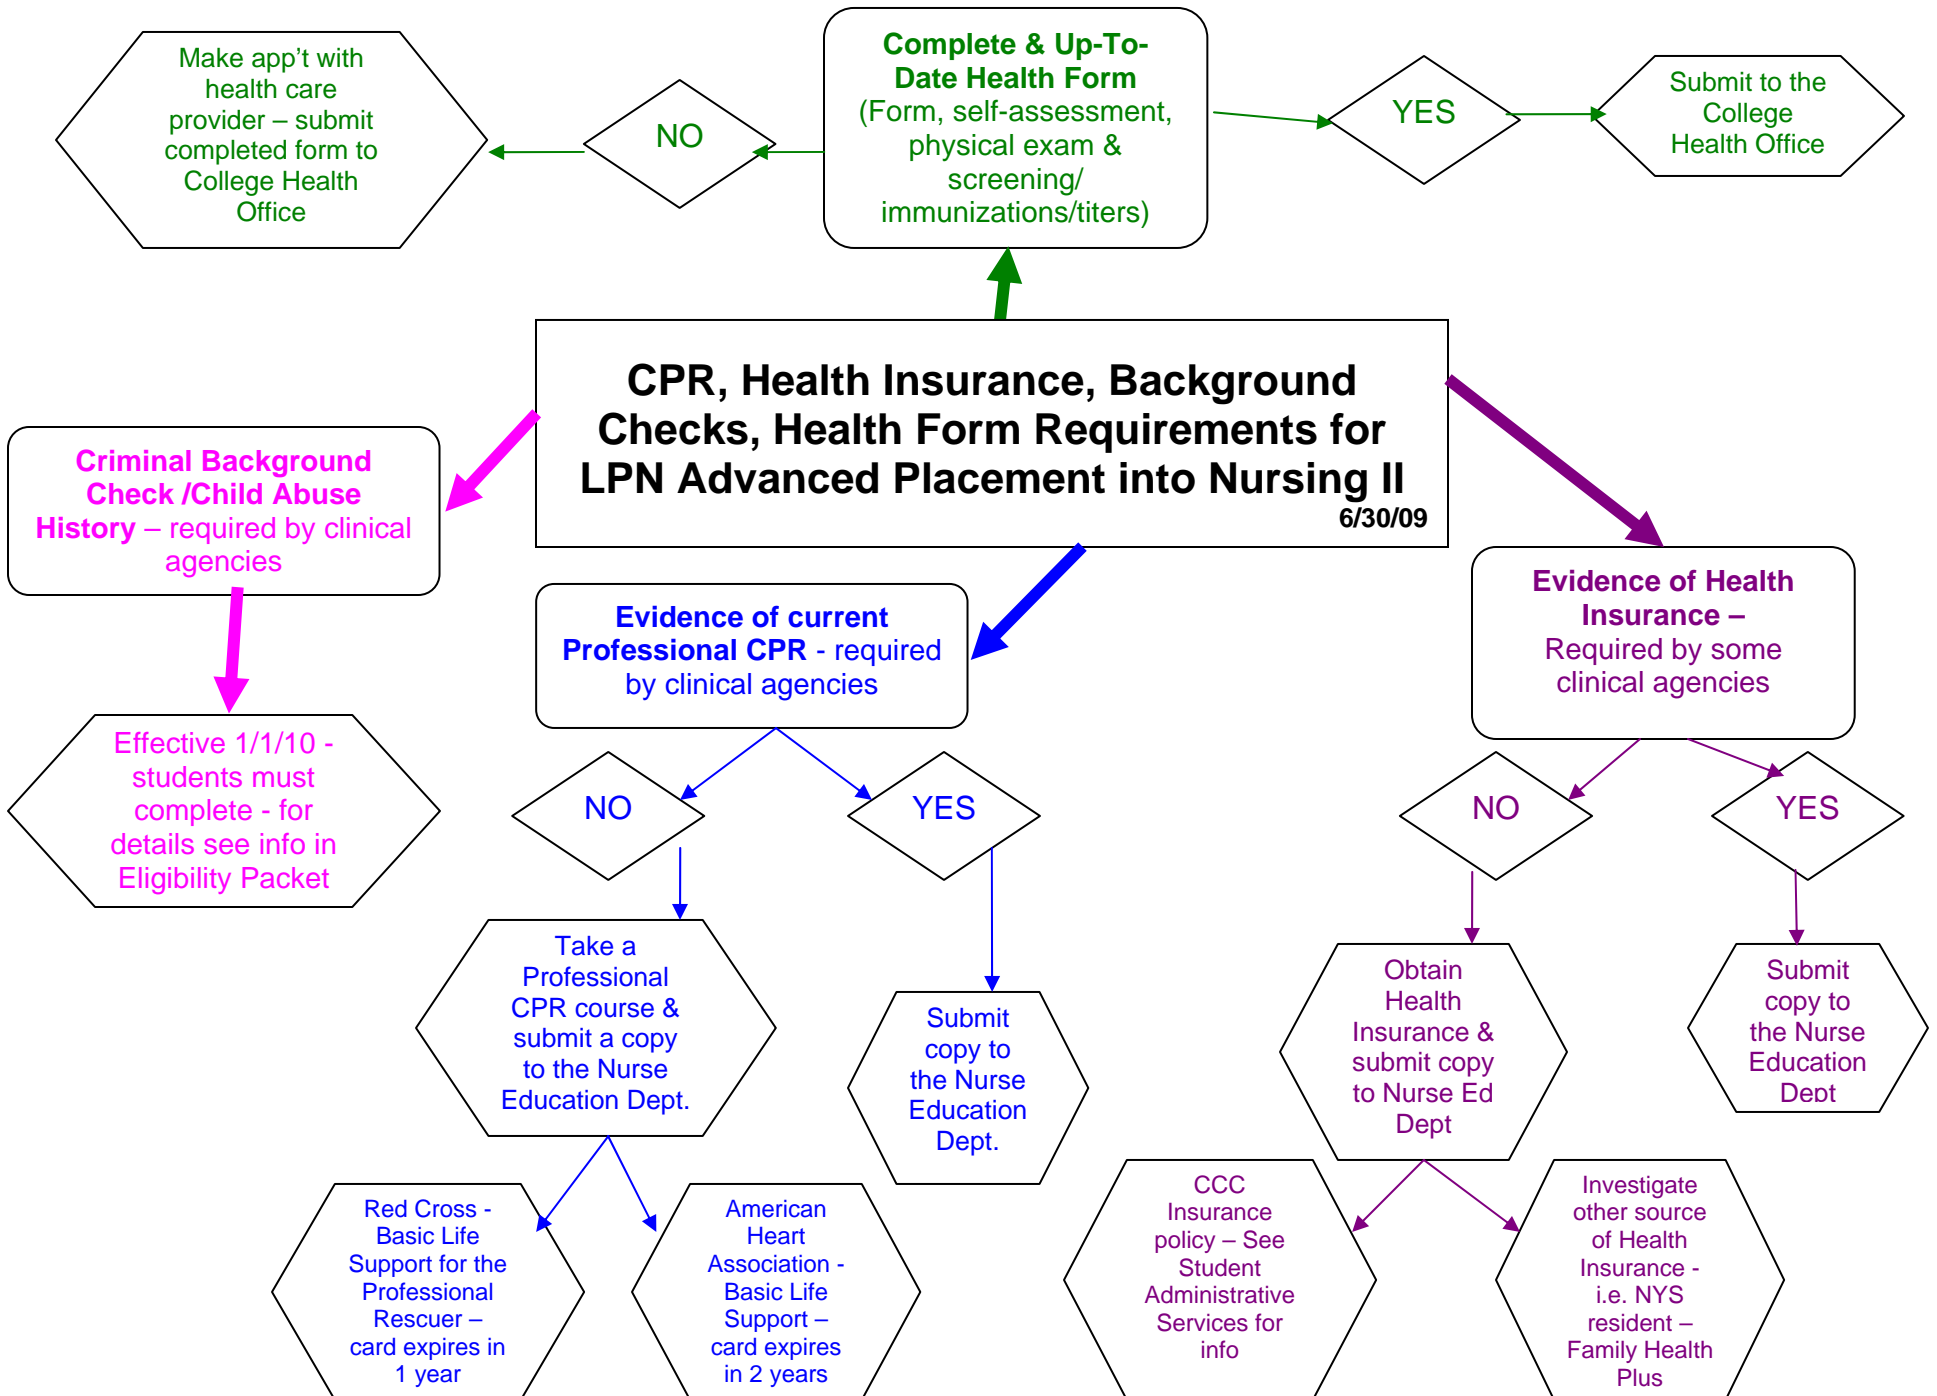 Make app't with
health care
provider – submit
completed form to
College Health
Office
NO
Complete & Up-To-
Date Health Form
(Form, self-assessment,
physical exam &
screening/
immunizations/titers)
YES
Submit to the
College
Health Office
CPR, Health Insurance, Background
Checks, Health Form Requirements for
LPN Advanced Placement into Nursing II
6/30/09
Criminal Background
Check /Child Abuse
History – required by clinical
agencies
Effective 1/1/10 -
students must
complete - for
details see info in
Eligibility Packet
Evidence of current
Professional CPR - required
by clinical agencies
NO
YES
Take a
Professional
CPR course &
submit a copy
to the Nurse
Education Dept.
Submit
copy to
the Nurse
Education
Dept.
Red Cross -
Basic Life
Support for the
Professional
Rescuer –
card expires in
1 year
American
Heart
Association -
Basic Life
Support –
card expires
in 2 years
Evidence of Health
Insurance –
Required by some
clinical agencies
NO
YES
Obtain
Health
Insurance &
submit copy
to Nurse Ed
Dept
Submit
copy to
the Nurse
Education
Dept
CCC
Insurance
policy – See
Student
Administrative
Services for
info
Investigate
other source
of Health
Insurance -
i.e. NYS
resident –
Family Health
Plus